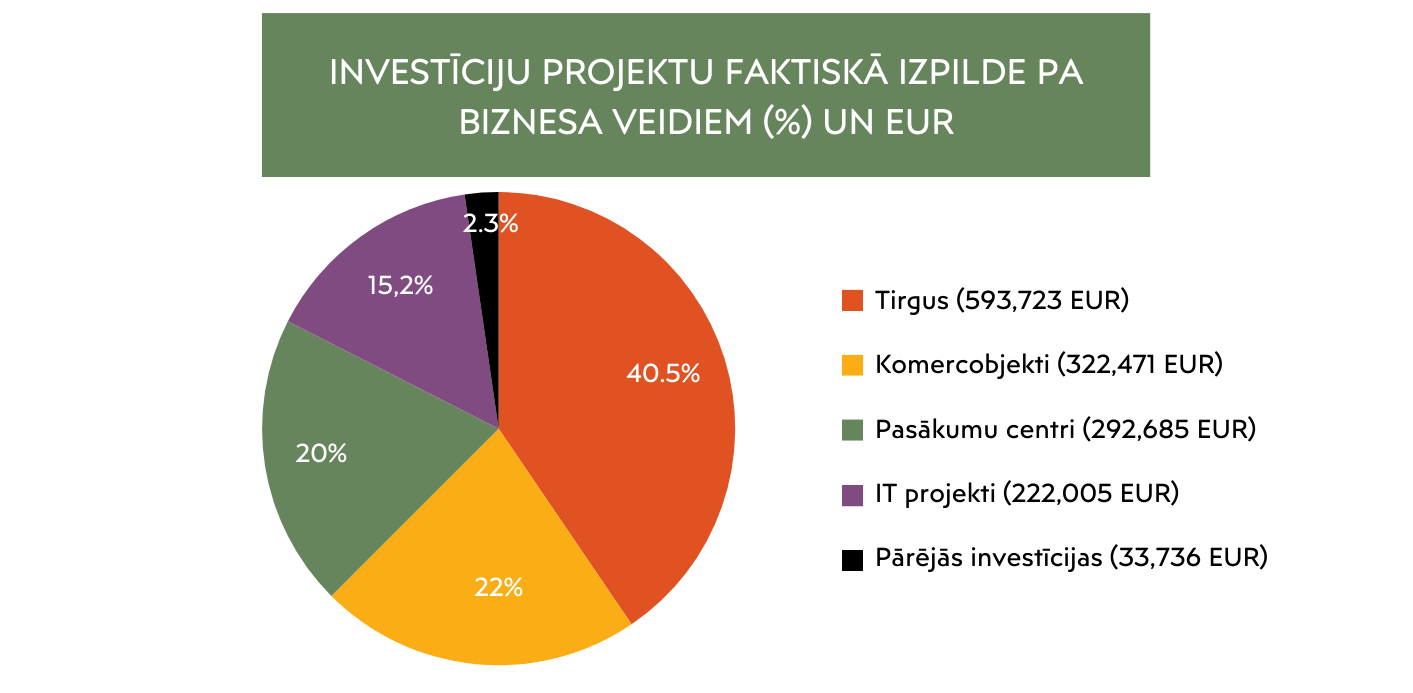 INVESTĪCIJU PROJEKTU FAKTISKĀ IZPILDE PA
BIZNESA VEIDIEM (%) UN EUR
2.3%
15,2%
40.5%
20%
22%
Tirgus (593,723 EUR)
Komercobjekti (322,471 EUR)
Pasākumu centri (292,685 EUR)
IT projekti (222,005 EUR)
Pārējās investīcijas (33,736 EUR)